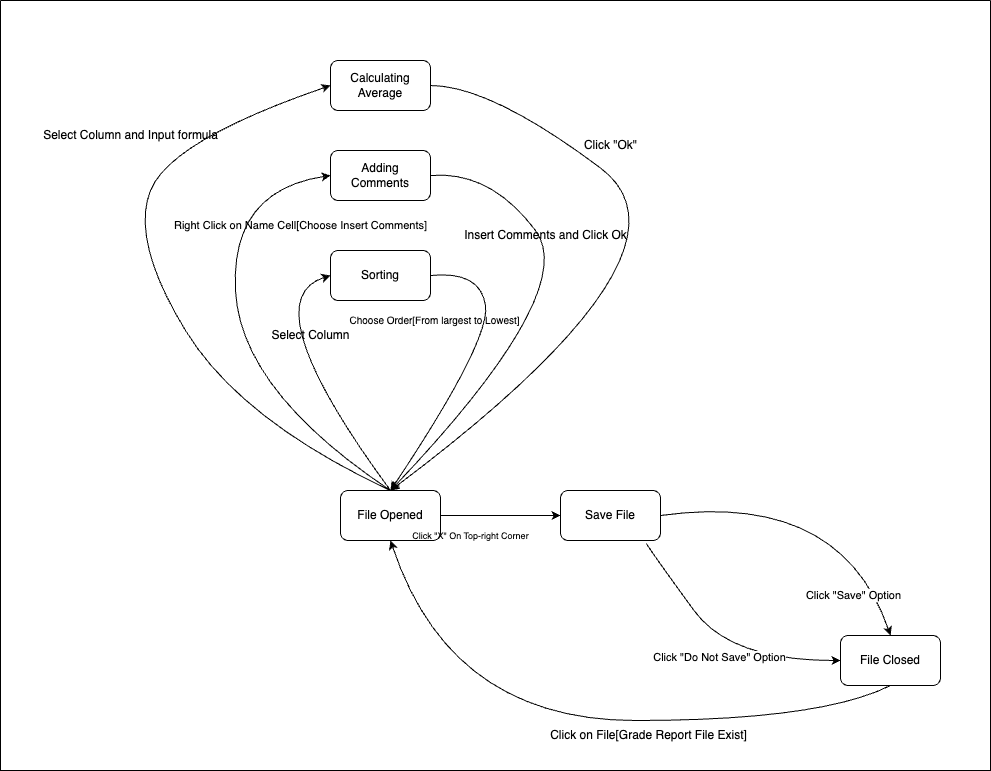 Calculating
Average
Select Column and Input formula
Click "Ok"
Adding
Comments
Right Click on Name Cell[Choose Insert Comments]
Insert Comments and Click Ok
Sorting
Choose Order[From largest to Lowest]
Select Column
File Opened
Save File
Click "X" On Top-right Corner
Click "Save" Option
Click "Do Not Save" Option
File Closed
Click on File[Grade Report File Exist]